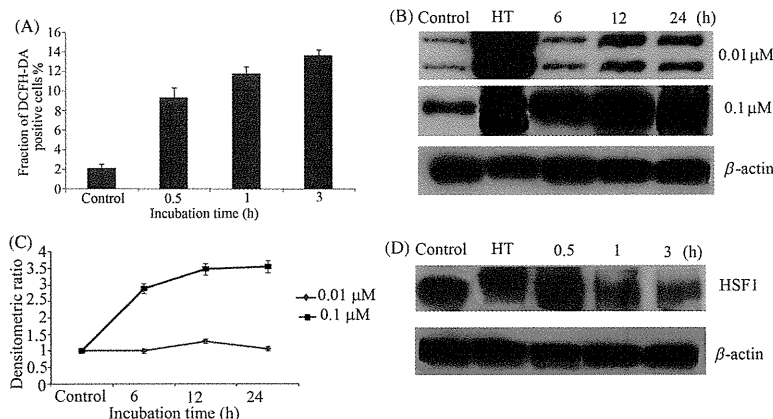 (A)
Fraction of DCFH-DA
positive cells %
16
14
12
10
8
6
4
2
0
Control 0.5 1 3
Incubation time (h)
(B)
Control HT 6 12 24 (h)
0.01 μM
0.1 μM
β-actin
(C)
Densitometric ratio
4
3.5
3
2.5
2
1.5
1
0.5
0
Control 6 12 24
Incubation time (h)
0.01 μM
0.1 μM
(D)
Control HT 0.5 1 3 (h)
HSF1
β-actin